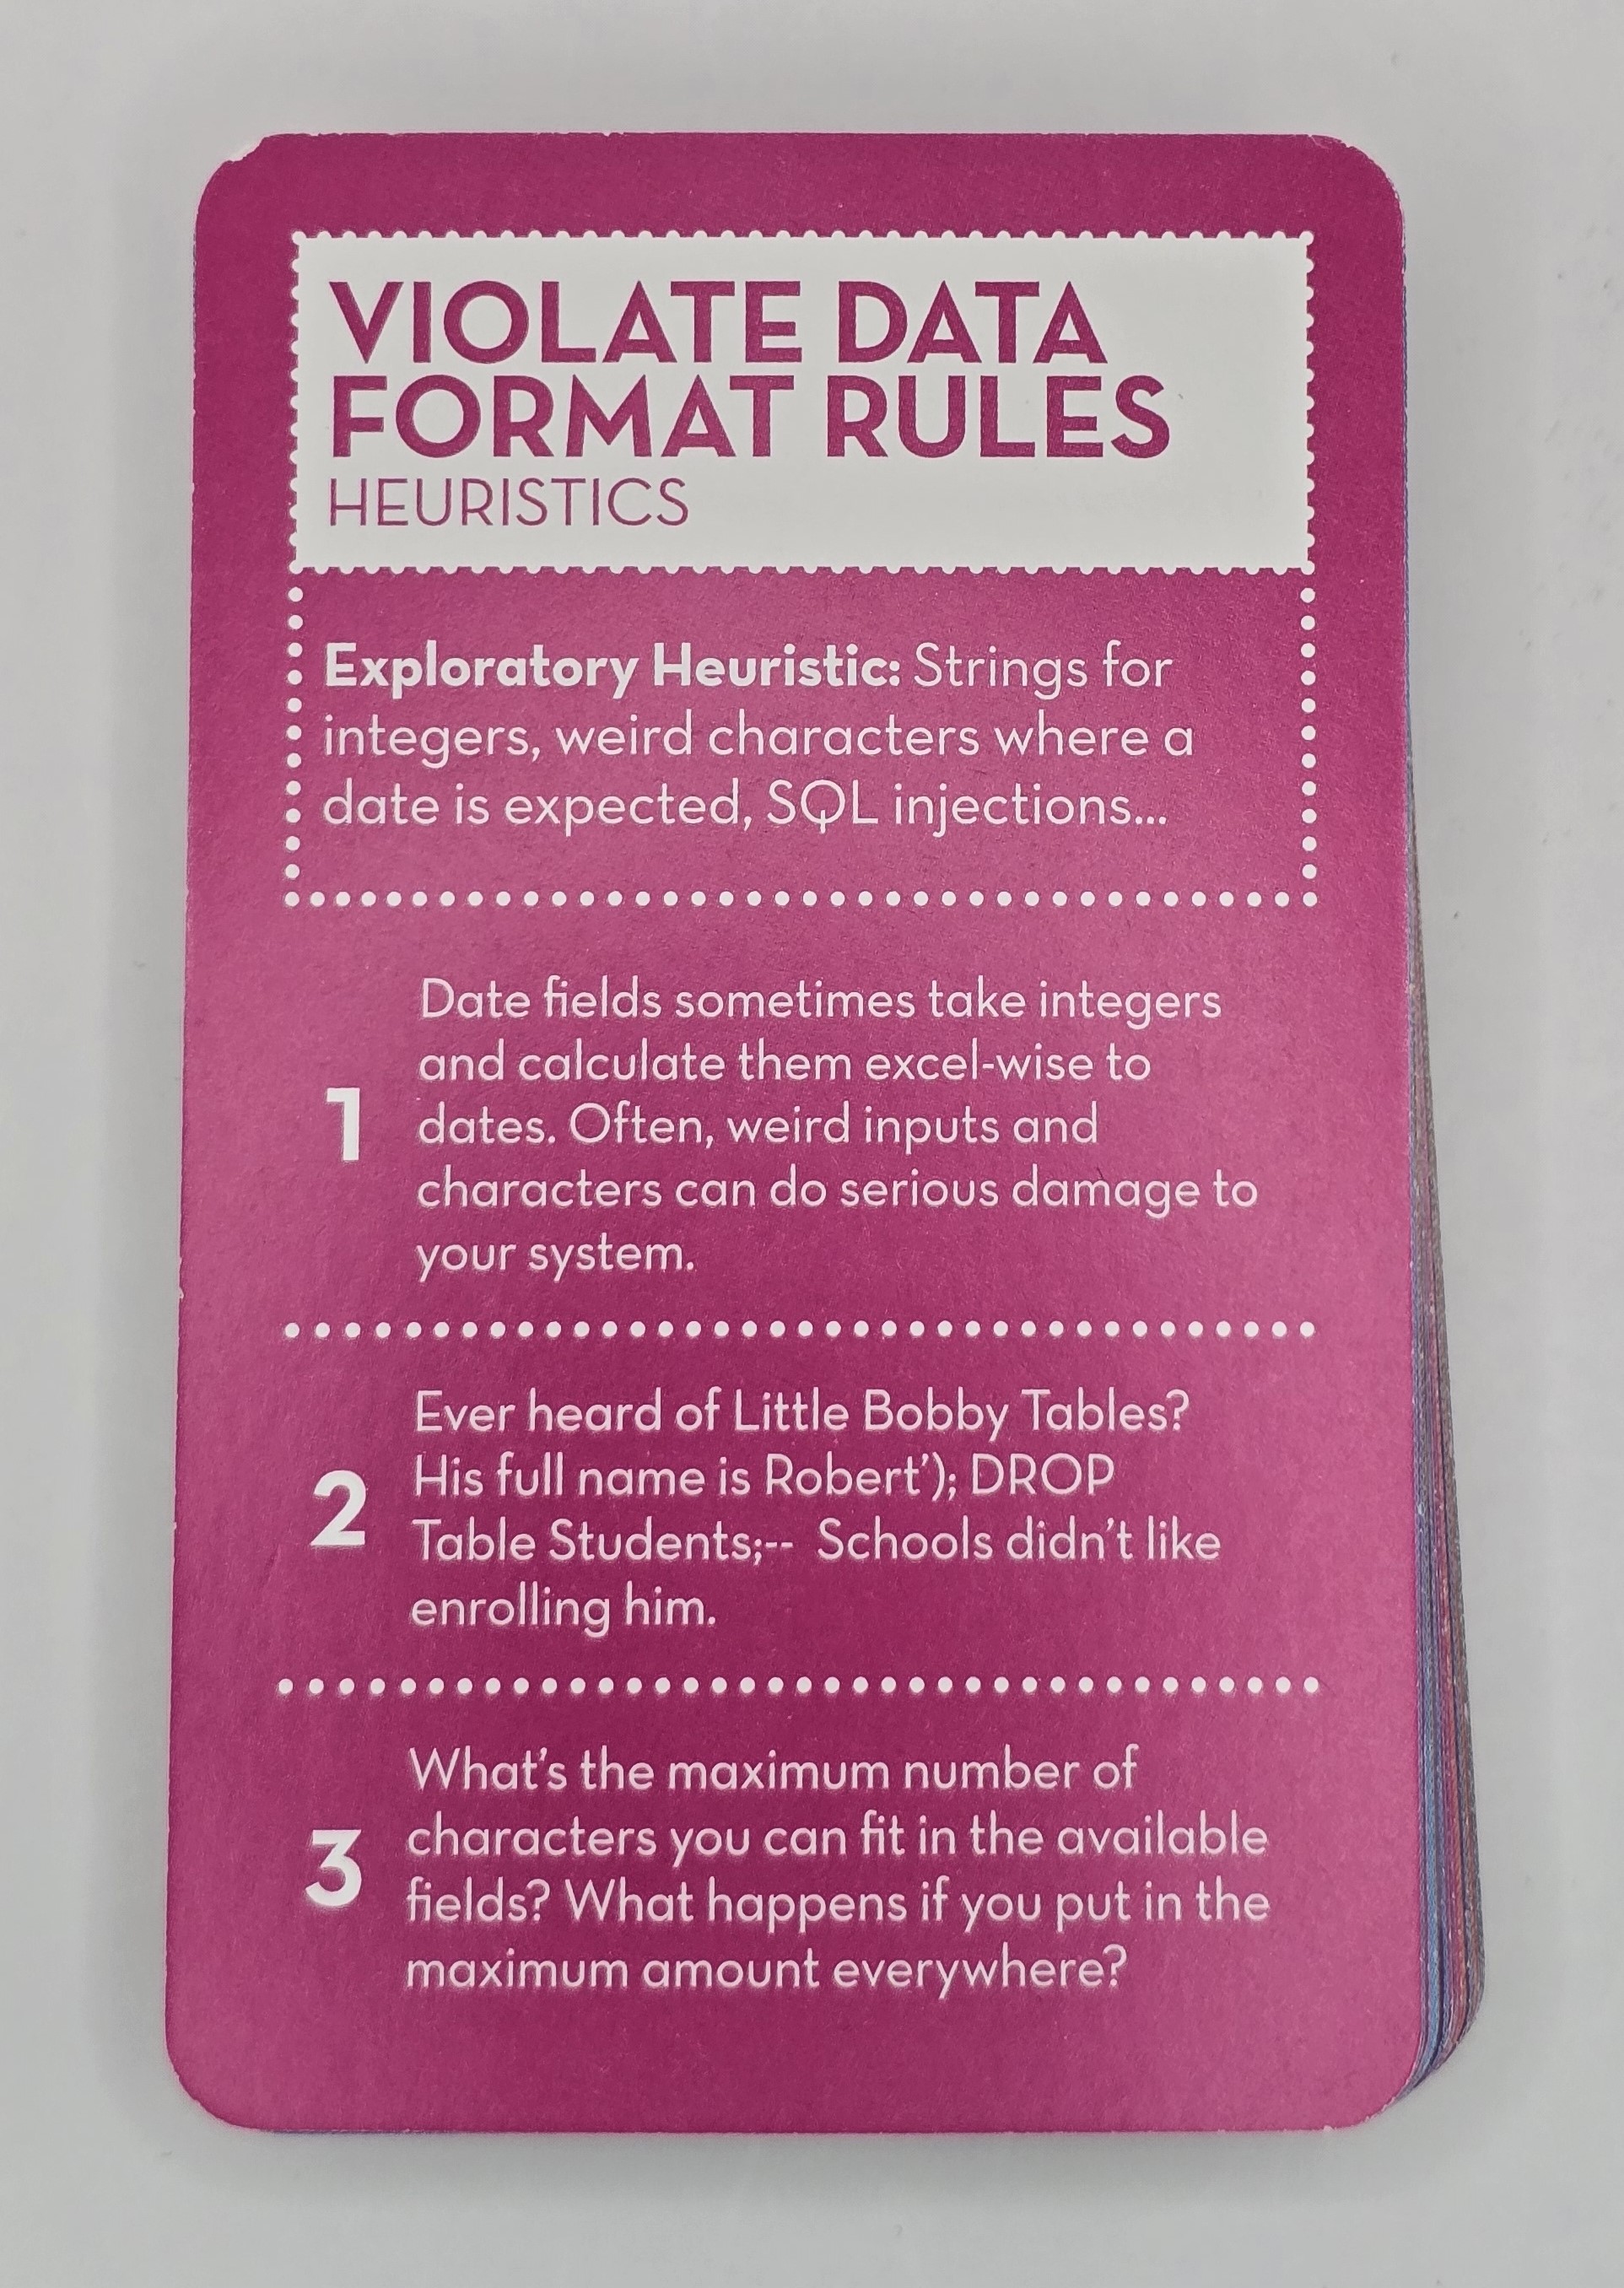 VIOLATE DATA
FORMAT RULES
HEURISTICS
Exploratory Heuristic: Strings for
integers, weird characters where a
date is expected, SQL injections...
1
Date fields sometimes take integers
and calculate them excel-wise to
dates. Often, weird inputs and
characters can do serious damage to
your system.
2
Ever heard of Little Bobby Tables?
His full name is Robert’); DROP
Table Students;--  Schools didn’t like
enrolling him.
3
What’s the maximum number of
characters you can fit in the available
fields? What happens if you put in the
maximum amount everywhere?